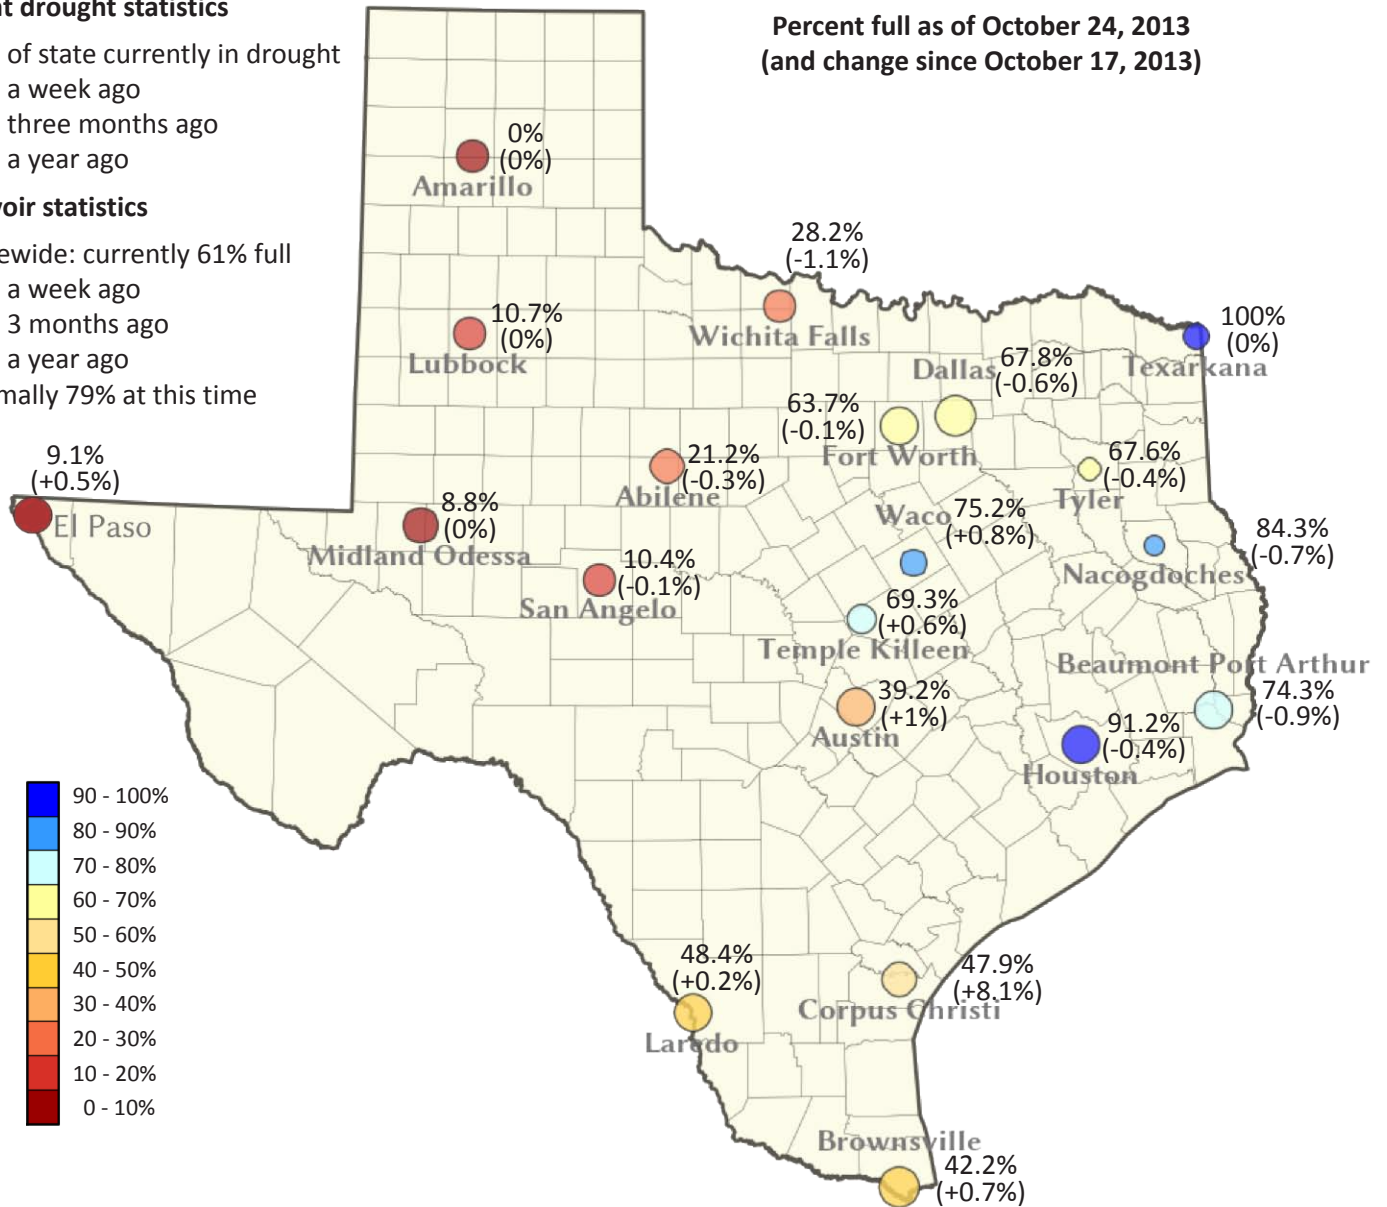 nt drought statistics
of state currently in drought
a week ago
three months ago
a year ago
voir statistics
ewide: currently 61% full
a week ago
3 months ago
a year ago
mally 79% at this time
Percent full as of October 24, 2013
(and change since October 17, 2013)
0%
(0%)
Amarillo
28.2%
(-1.1%)
Wichita Falls
10.7%
(0%)
Lubbock
100%
(0%)
Texarkana
67.8%
(-0.6%)
Dallas
63.7%
(-0.1%)
Fort Worth
67.6%
(-0.4%)
Tyler
21.2%
(-0.3%)
Abilene
9.1%
(+0.5%)
El Paso
8.8%
(0%)
Midland Odessa
75.2%
(+0.8%)
Waco
84.3%
(-0.7%)
Nacogdoches
10.4%
(-0.1%)
San Angelo
69.3%
(+0.6%)
Temple Killeen
Beaumont Port Arthur
74.3%
(-0.9%)
39.2%
(+1%)
Austin
91.2%
(-0.4%)
Houston
48.4%
(+0.2%)
Laredo
47.9%
(+8.1%)
Corpus Christi
Brownsville
42.2%
(+0.7%)
90 - 100%
80 - 90%
70 - 80%
60 - 70%
50 - 60%
40 - 50%
30 - 40%
20 - 30%
10 - 20%
0 - 10%